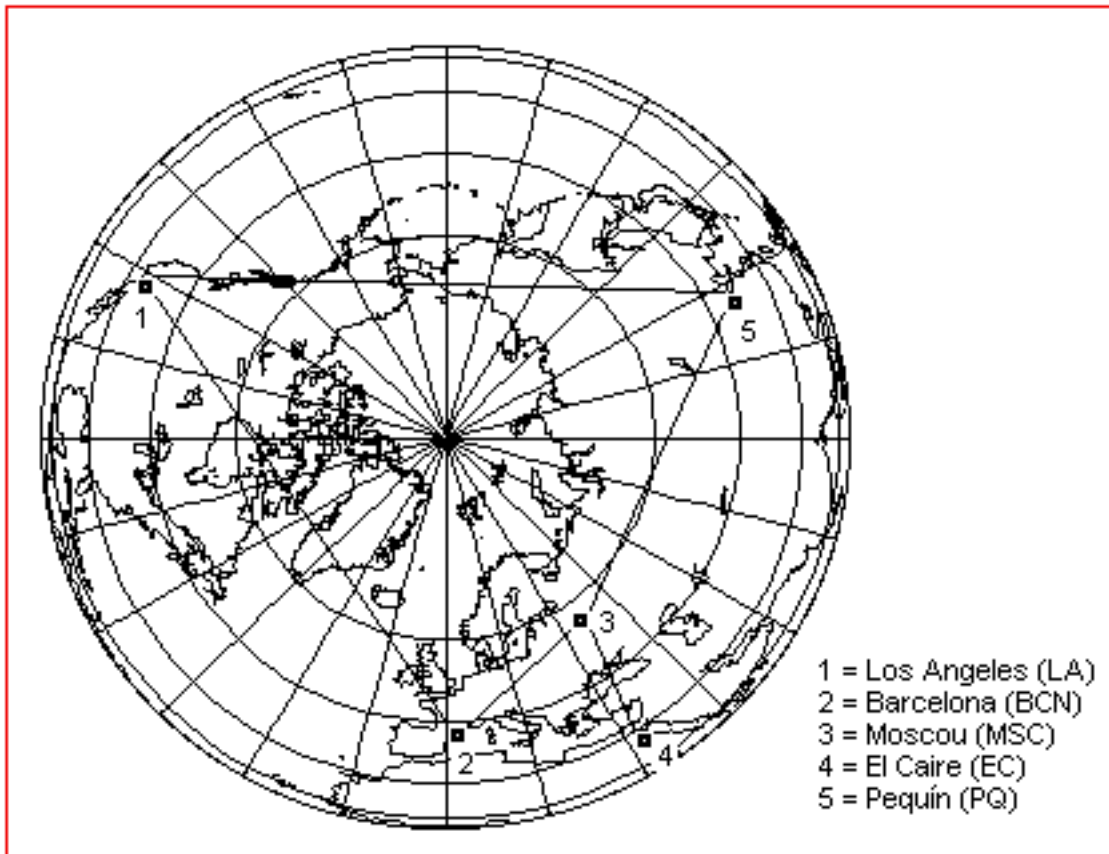 1
5
3
2
4
1 = Los Angeles (LA)
2 = Barcelona (BCN)
3 = Moscou (MSC)
4 = El Caire (EC)
5 = Pequín (PQ)